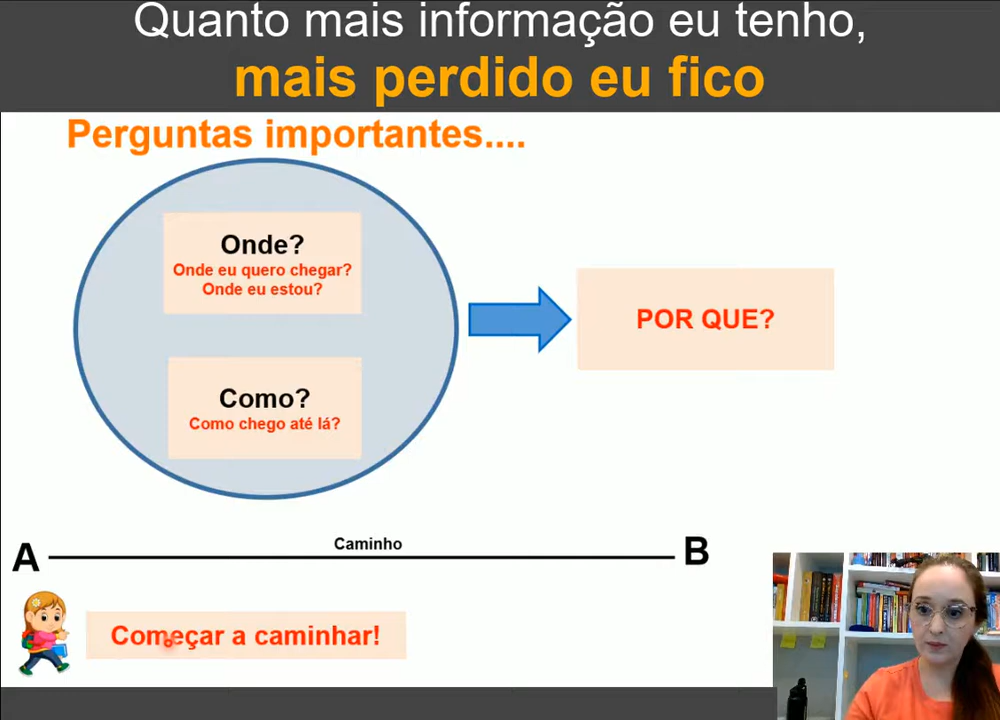 Quanto mais informação eu tenho,
mais perdido eu fico
Perguntas importantes....
Onde?
Onde eu quero chegar?
Onde eu estou?
Como?
Como chego até lá?
POR QUE?
A
Caminho
B
Começar a caminhar!